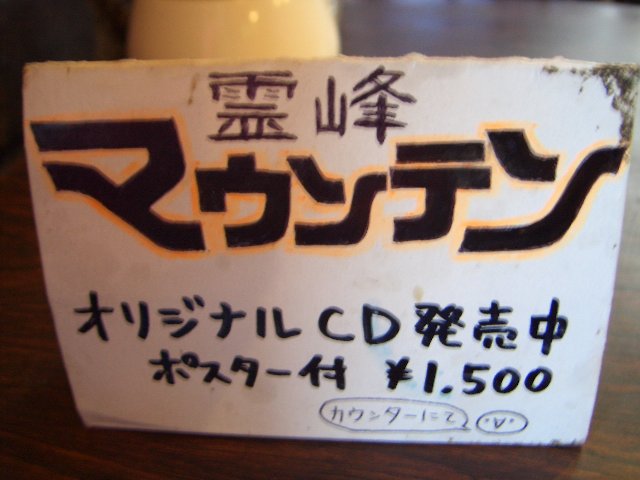 霊峰
マウンテン
オリジナルCD発売中
ポスター付 ¥1.500
カウンターにて ･∀･